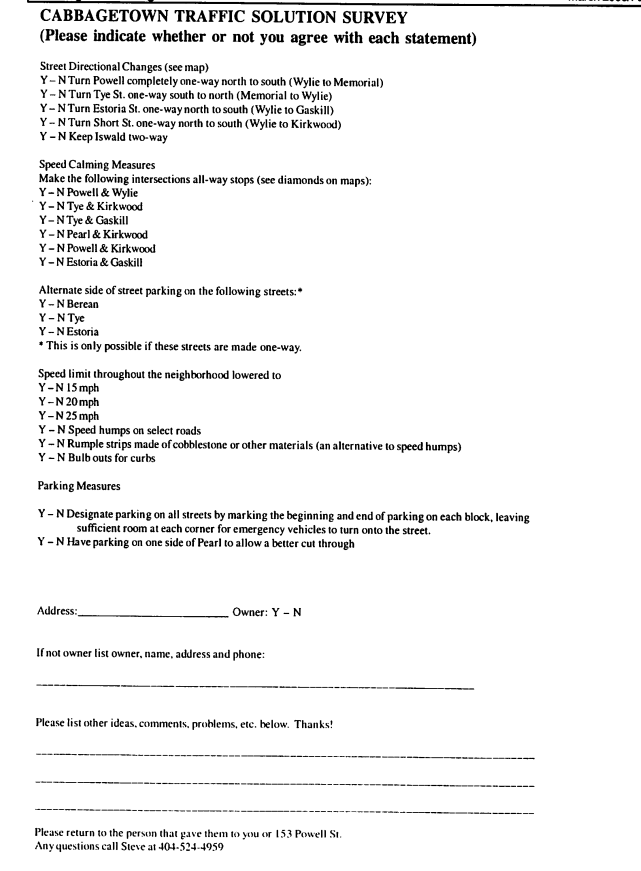 CABBAGETOWN TRAFFIC SOLUTION SURVEY
(Please indicate whether or not you agree with each statement)
Street Directional Changes (see map)
Y – N Turn Powell completely one-way north to south (Wylie to Memorial)
Y – N Turn Tye St. one-way south to north (Memorial to Wylie)
Y – N Turn Estoria St. one-way north to south (Wylie to Gaskill)
Y – N Turn Short St. one-way north to south (Wylie to Kirkwood)
Y – N Keep Iswald two-way
Speed Calming Measures
Make the following intersections all-way stops (see diamonds on maps):
Y – N Powell & Wylie
Y – N Tye & Kirkwood
Y – N Tye & Gaskill
Y – N Pearl & Kirkwood
Y – N Powell & Kirkwood
Y – N Estoria & Gaskill
Alternate side of street parking on the following streets:*
Y – N Berean
Y – N Tye
Y – N Estoria
* This is only possible if these streets are made one-way.
Speed limit throughout the neighborhood lowered to
Y – N 15 mph
Y – N 20 mph
Y – N 25 mph
Y – N Speed humps on select roads
Y – N Rumple strips made of cobblestone or other materials (an alternative to speed humps)
Y – N Bulb outs for curbs
Parking Measures
Y – N Designate parking on all streets by marking the beginning and end of parking on each block, leaving
sufficient room at each corner for emergency vehicles to turn onto the street.
Y – N Have parking on one side of Pearl to allow a better cut through
Address:__________________________ Owner: Y – N
If not owner list owner, name, address and phone:
Please list other ideas, comments, problems, etc. below. Thanks!
Please return to the person that gave them to you or 153 Powell St.
Any questions call Steve at 404-524-4959